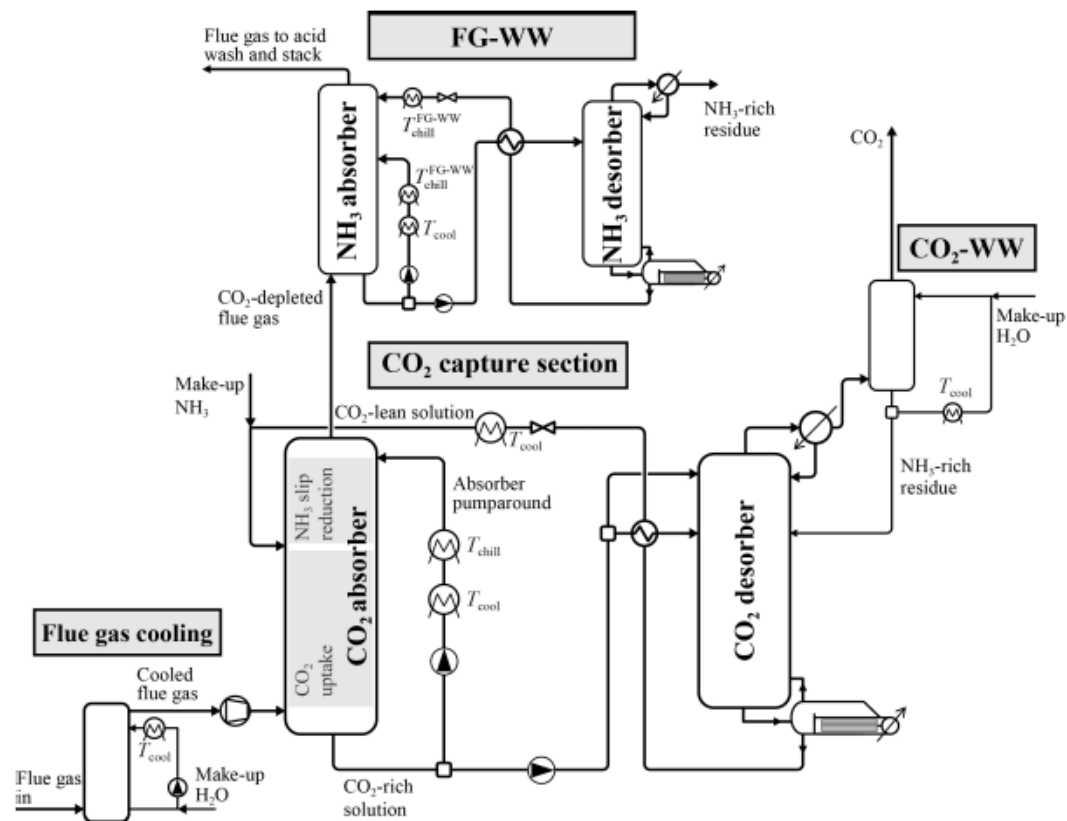 FG-WW
Flue gas to acid
wash and stack
NH₃ absorber
T_chill^FG-WW
T_chill^FG-WW
T_cool
NH₃ desorber
NH₃-rich
residue
CO₂
CO₂-WW
Make-up
H₂O
T_cool
NH₃-rich
residue
CO₂-depleted
flue gas
CO₂ capture section
Make-up
NH₃
CO₂-lean solution
T_cool
Absorber
pumparound
T_chill
T_cool
NH₃ slip
reduction
CO₂ absorber
CO₂
uptake
CO₂ desorber
Flue gas cooling
Cooled
flue gas
T_cool
Flue gas
in
Make-up
H₂O
CO₂-rich
solution